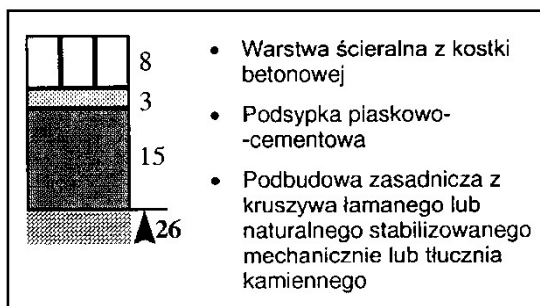 8
3
15
26
• Warstwa ścieralna z kostki
betonowej
• Podsypka piaskowo-
-cementowa
• Podbudowa zasadnicza z
kruszywa łamanego lub
naturalnego stabilizowanego
mechanicznie lub tłucznia
kamiennego